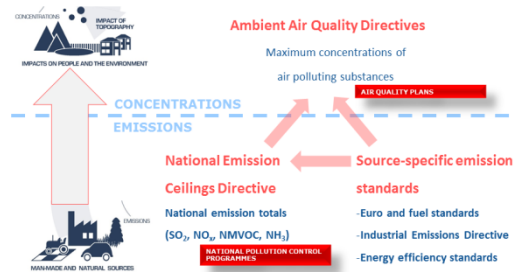 CONCENTRATIONS
IMPACT OF
TOPOGRAPHY
IMPACTS ON PEOPLE AND THE ENVIRONMENT
Ambient Air Quality Directives
Maximum concentrations of
air polluting substances
AIR QUALITY PLANS
CONCENTRATIONS
EMISSIONS
National Emission
Ceilings Directive
National emission totals
(SO₂, NOₓ, NMVOC, NH₃)
NATIONAL POLLUTION CONTROL
PROGRAMMES
Source-specific emission
standards
-Euro and fuel standards
-Industrial Emissions Directive
-Energy efficiency standards
EMISSIONS
MAN-MADE AND NATURAL SOURCES